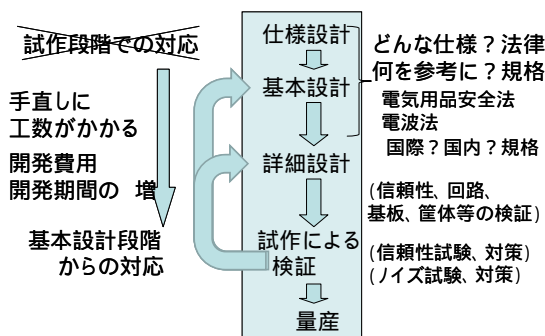 試作段階での対応
手直しに
工数がかかる
開発費用
開発期間の 増
基本設計段階
からの対応
仕様設計
基本設計
詳細設計
試作による
検証
量産
どんな仕様？法律
何を参考に？規格
電気用品安全法
電波法
国際？国内？規格
(信頼性、回路、
基板、筐体等の検証)
(信頼性試験、対策)
(ノイズ試験、対策)